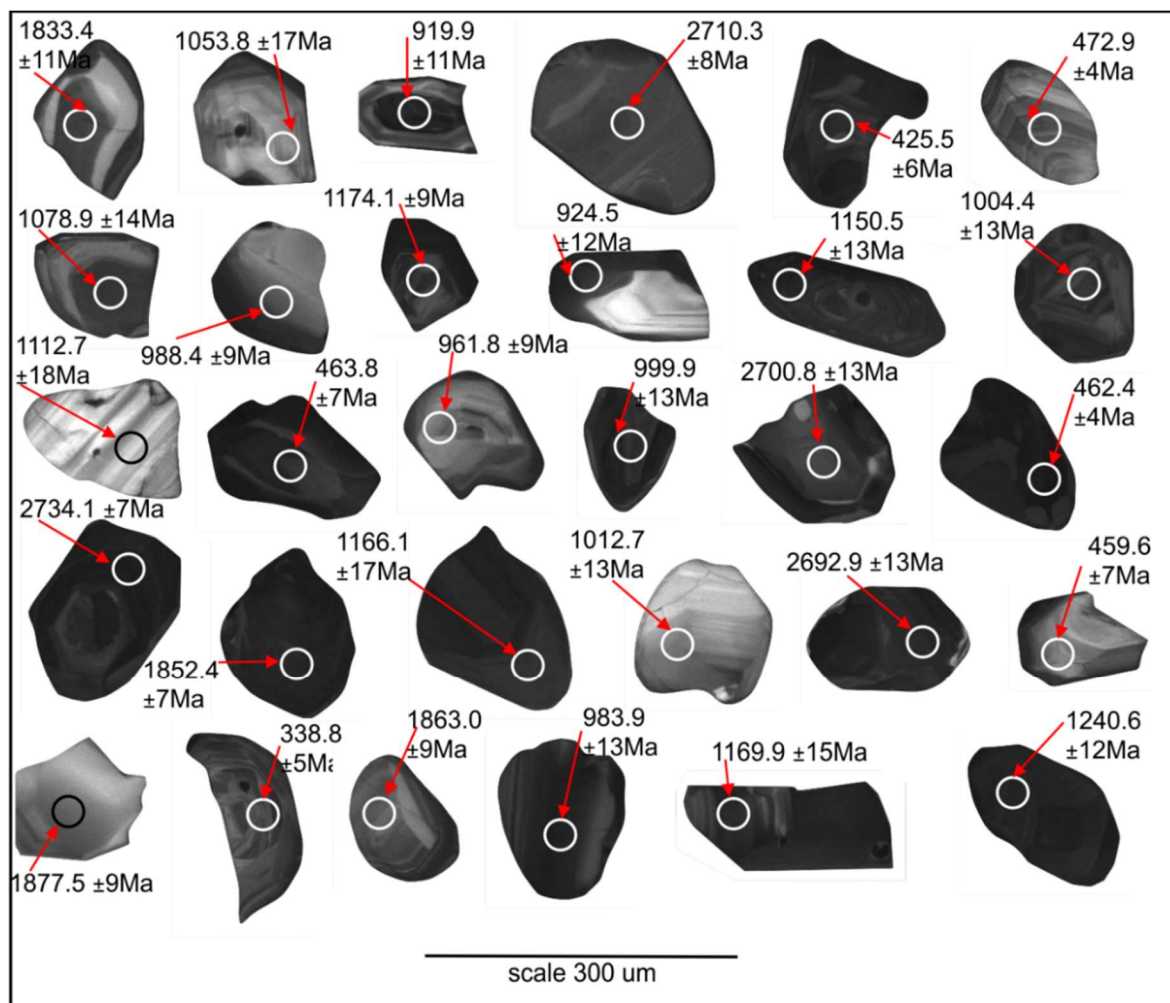 1833.4
±11Ma
1053.8 ±17Ma
919.9
±11Ma
2710.3
±8Ma
425.5
±6Ma
472.9
±4Ma
1078.9 ±14Ma
988.4 ±9Ma
1174.1 ±9Ma
924.5
±12Ma
1150.5
±13Ma
1004.4
±13Ma
1112.7
±18Ma
463.8
±7Ma
961.8 ±9Ma
999.9
±13Ma
2700.8 ±13Ma
462.4
±4Ma
2734.1 ±7Ma
1852.4
±7Ma
1166.1
±17Ma
1012.7
±13Ma
2692.9 ±13Ma
459.6
±7Ma
1877.5 ±9Ma
338.8
±5Ma
1863.0
±9Ma
983.9
±13Ma
1169.9 ±15Ma
1240.6
±12Ma
scale 300 um